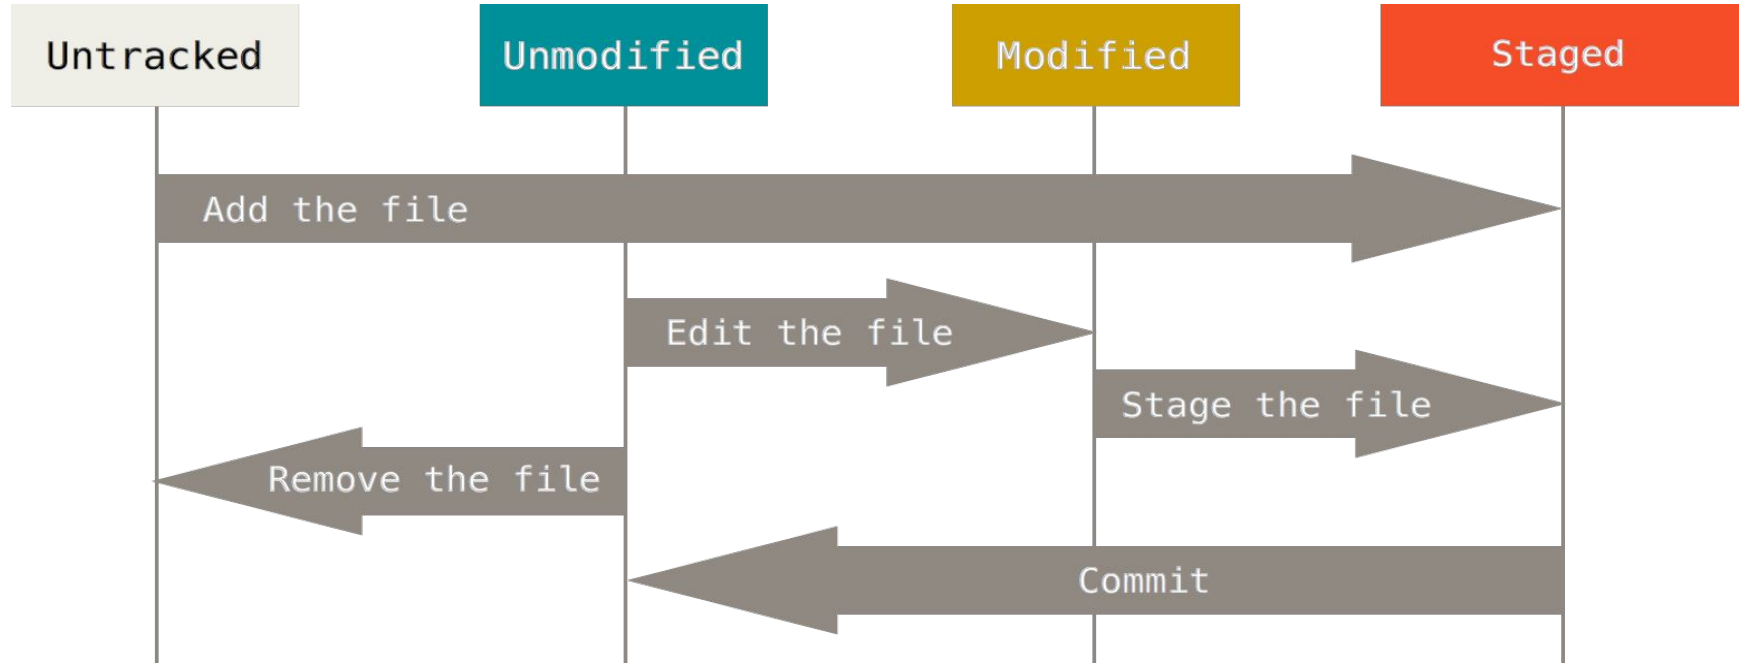 Untracked
Unmodified
Modified
Staged
Add the file
Edit the file
Stage the file
Remove the file
Commit